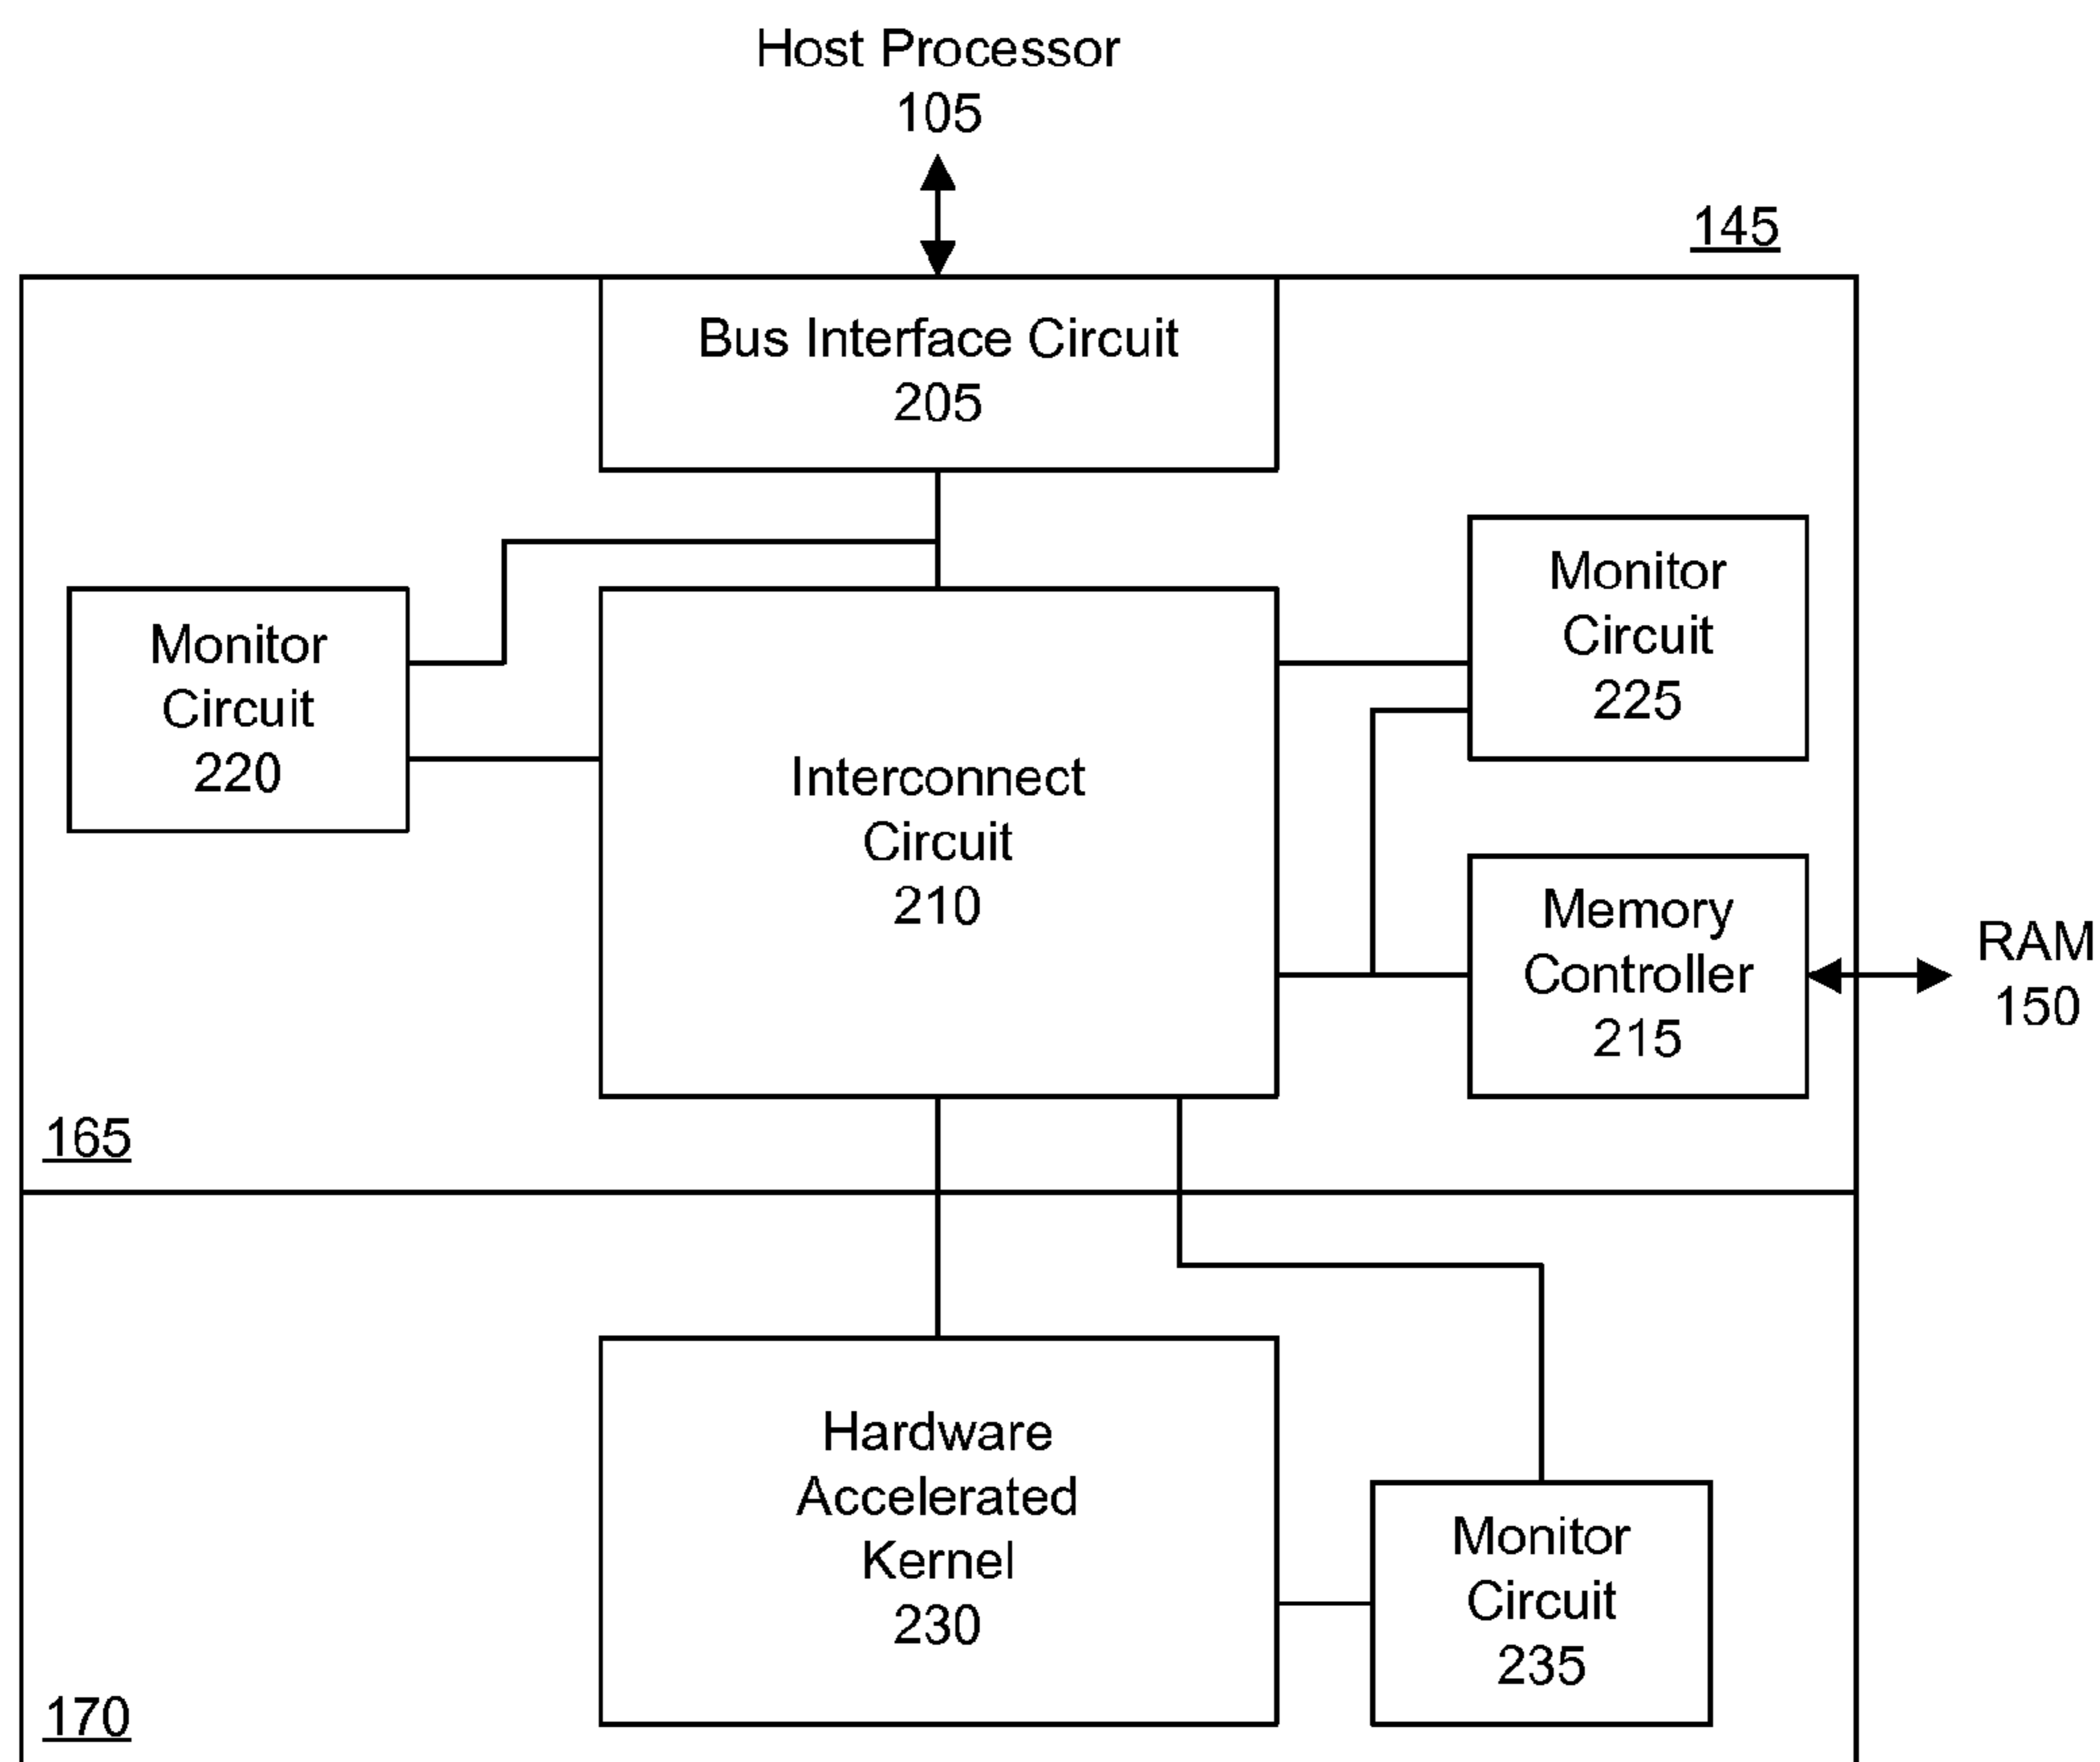 Host Processor
105
145
Bus Interface Circuit
205
Monitor
Circuit
220
Interconnect
Circuit
210
Monitor
Circuit
225
Memory
Controller
215
RAM
150
165
Hardware
Accelerated
Kernel
230
Monitor
Circuit
235
170